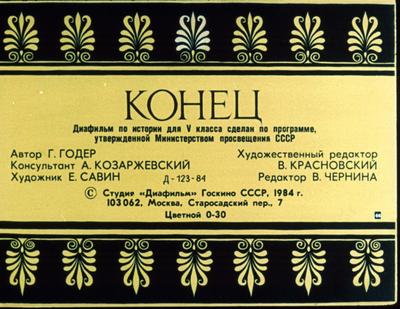 КОНЕЦ
Диафильм по истории для V класса сделан по программе,
утвержденной Министерством просвещения СССР
Автор Г. ГОДЕР
Консультант А. КОЗАРЖЕВСКИЙ
Художник Е. САВИН
Д-123-84
Художественный редактор
В. КРАСНОВСКИЙ
Редактор В. ЧЕРНИНА
© Студия «Диафильм» Госкино СССР, 1984 г.
103062, Москва, Старосадский пер., 7
Цветной 0-30